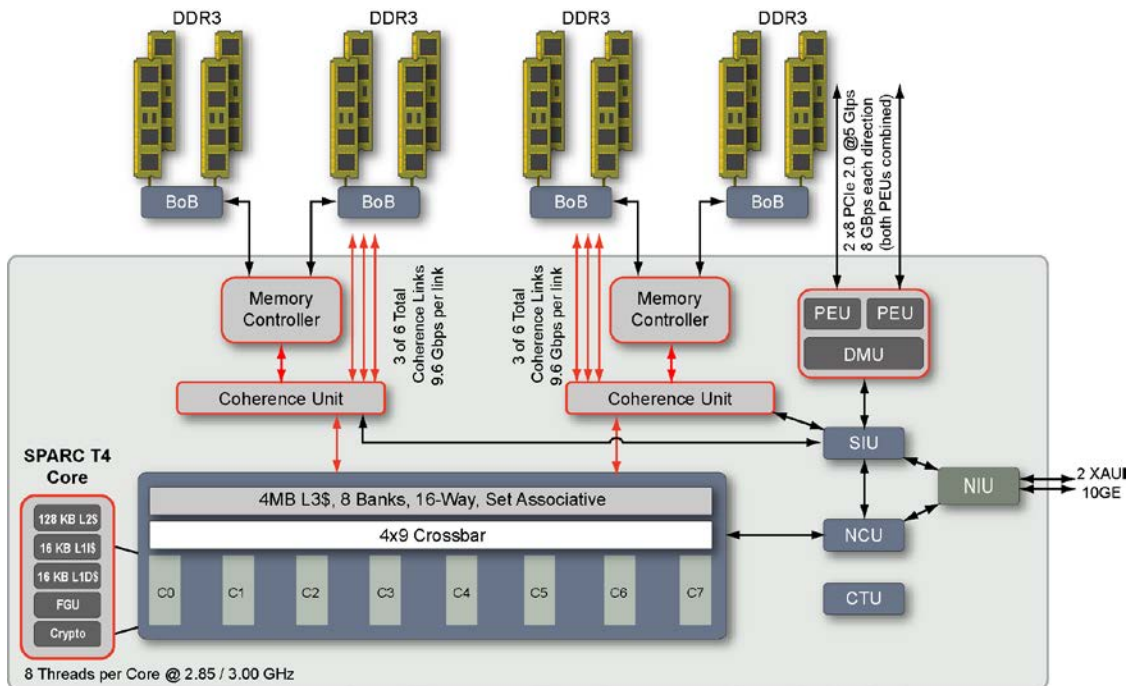 DDR3
DDR3
DDR3
DDR3
BoB
BoB
BoB
BoB
2 x8 PCIe 2.0 @5 Gtps
8 GBps each direction
(both PEUs combined)
Memory
Controller
3 of 6 Total
Coherence Links
9.6 Gbps per link
3 of 6 Total
Coherence Links
9.6 Gbps per link
Memory
Controller
PEU
PEU
DMU
Coherence Unit
Coherence Unit
SIU
SPARC T4
Core
128 KB L2$
16 KB L1I$
16 KB L1D$
FGU
Crypto
4MB L3$, 8 Banks, 16-Way, Set Associative
4x9 Crossbar
C0
C1
C2
C3
C4
C5
C6
C7
NIU
2 XAUI
10GE
NCU
CTU
8 Threads per Core @ 2.85 / 3.00 GHz